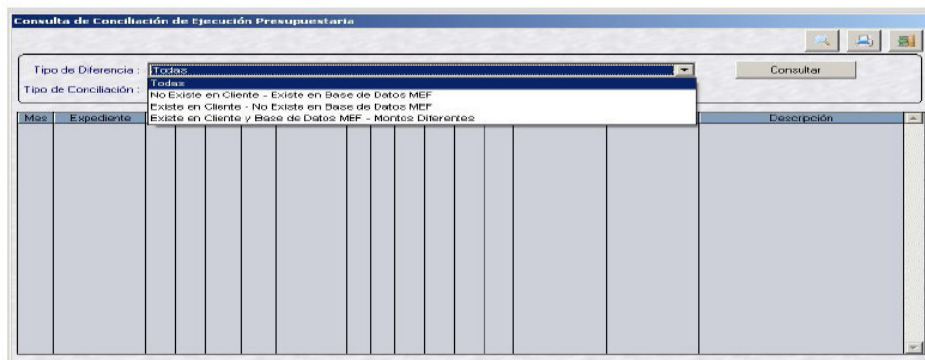 Consulta de Conciliación de Ejecución Presupuestaria
Tipo de Diferencia : Todas
Consultar
Todas
Tipo de Conciliación :
No Existe en Cliente - Existe en Base de Datos MEF
Existe en Cliente - No Existe en Base de Datos MEF
Existe en Cliente y Base de Datos MEF - Montos Diferentes
Mes Expediente Descripción